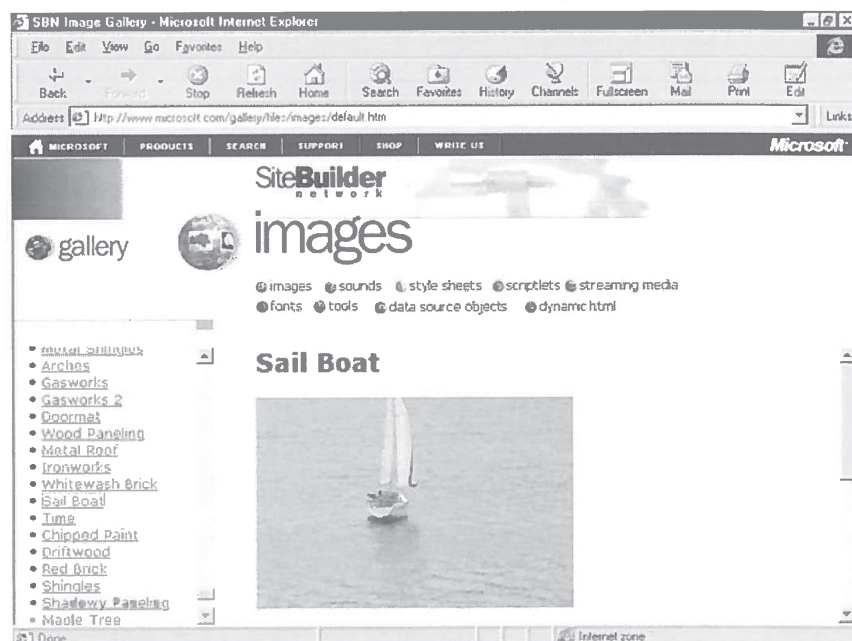 SBN Image Gallery - Microsoft Internet Explorer
File Edit View Go Favorites Help
Back Forward Stop Refresh Home Search Favorites History Channels Fullscreen Mail Print Edit
Address http://www.microsoft.com/gallery/files/images/default.htm Links
MICROSOFT PRODUCTS SEARCH SUPPORT SHOP WRITE US Microsoft
SiteBuilder
network
gallery
images
images sounds style sheets scriptlets streaming media
fonts tools data source objects dynamic html
Metal Shingles
Arches
Gasworks
Gasworks 2
Doormat
Wood Paneling
Metal Roof
Ironworks
Whitewash Brick
Sail Boat
Time
Chipped Paint
Driftwood
Red Brick
Shingles
Shadowy Paneling
Maple Tree
Sail Boat
Done Internet zone